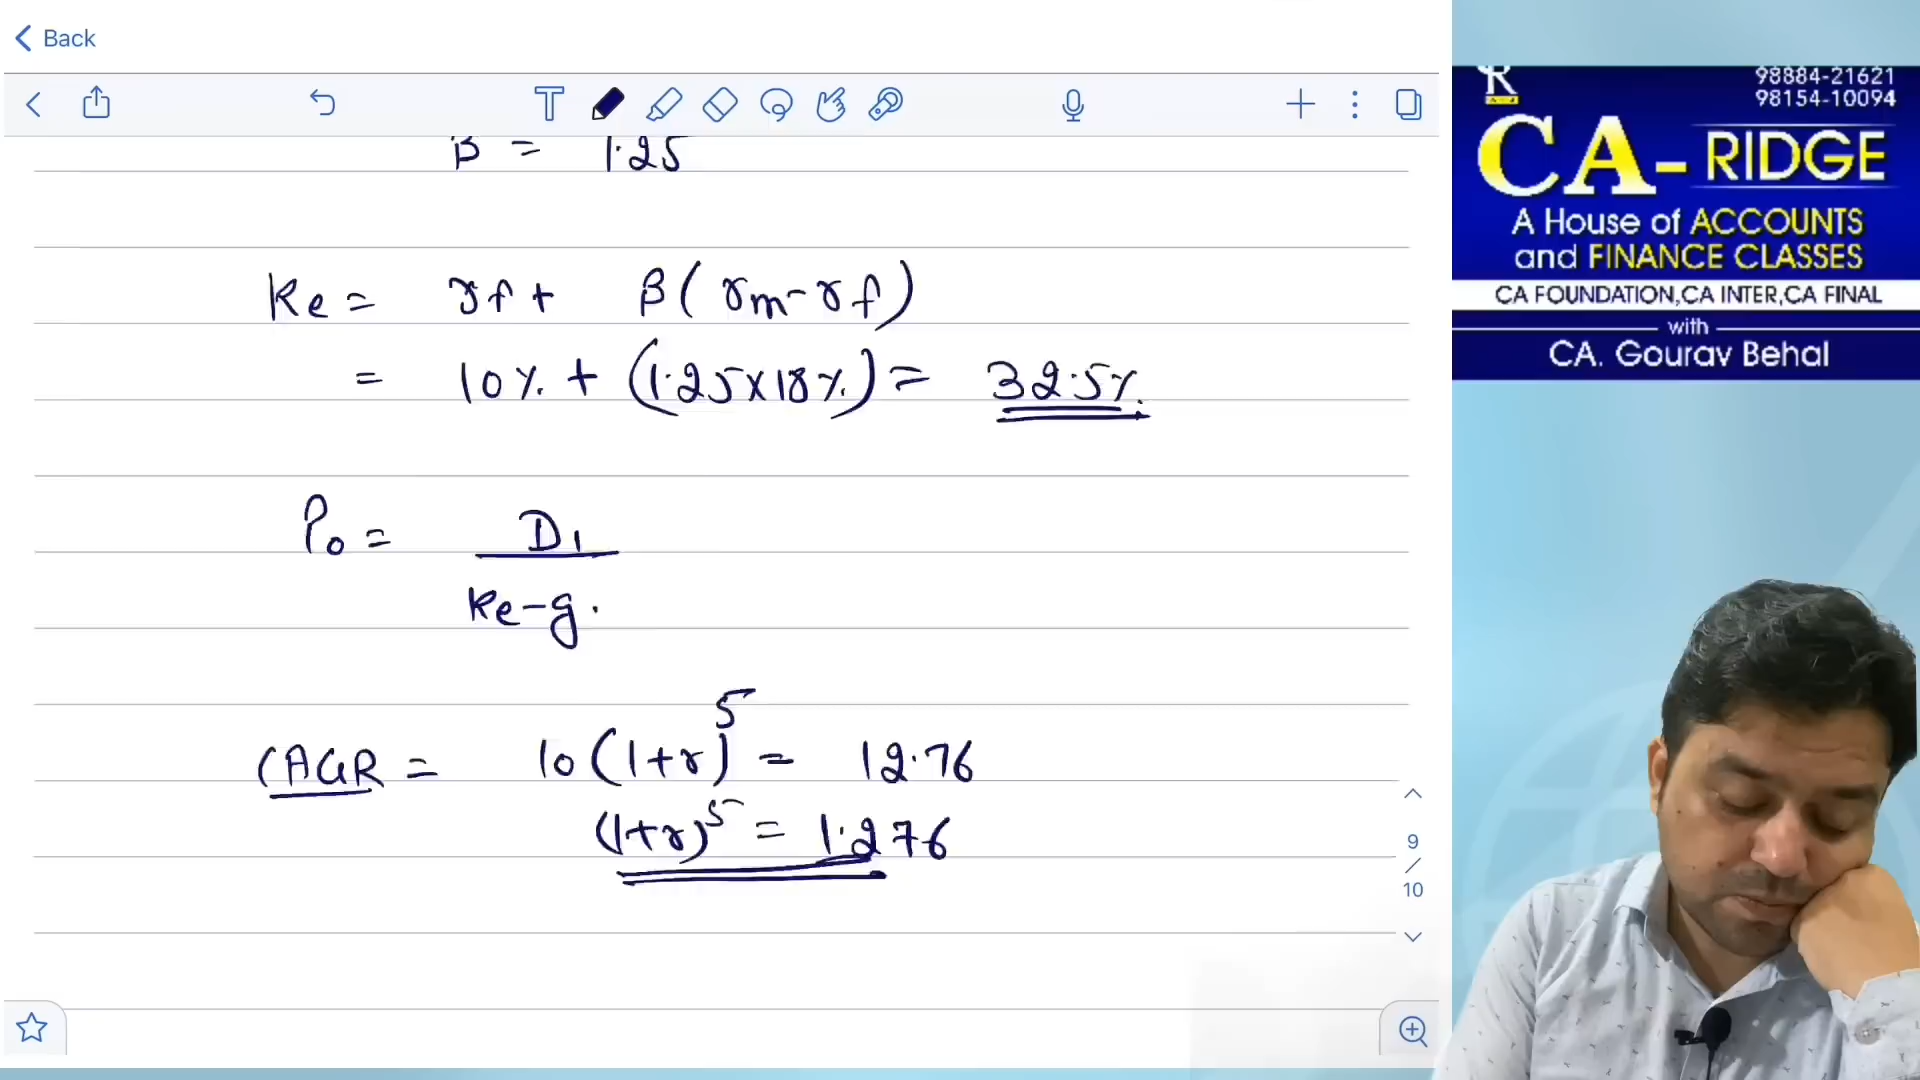 Back
T
β = 1.25
Ke = rf + β(rm-rf)
= 10% + (1.25x18%) = 32.5%
P0 = D1
Ke-g.
CAGR = 10(1+r)^5 = 12.76
(1+r)^5 = 1.276
9
/
10
R
98884-21621
98154-10094
CA-RIDGE
A House of ACCOUNTS
and FINANCE CLASSES
CA FOUNDATION,CA INTER,CA FINAL
with
CA. Gourav Behal